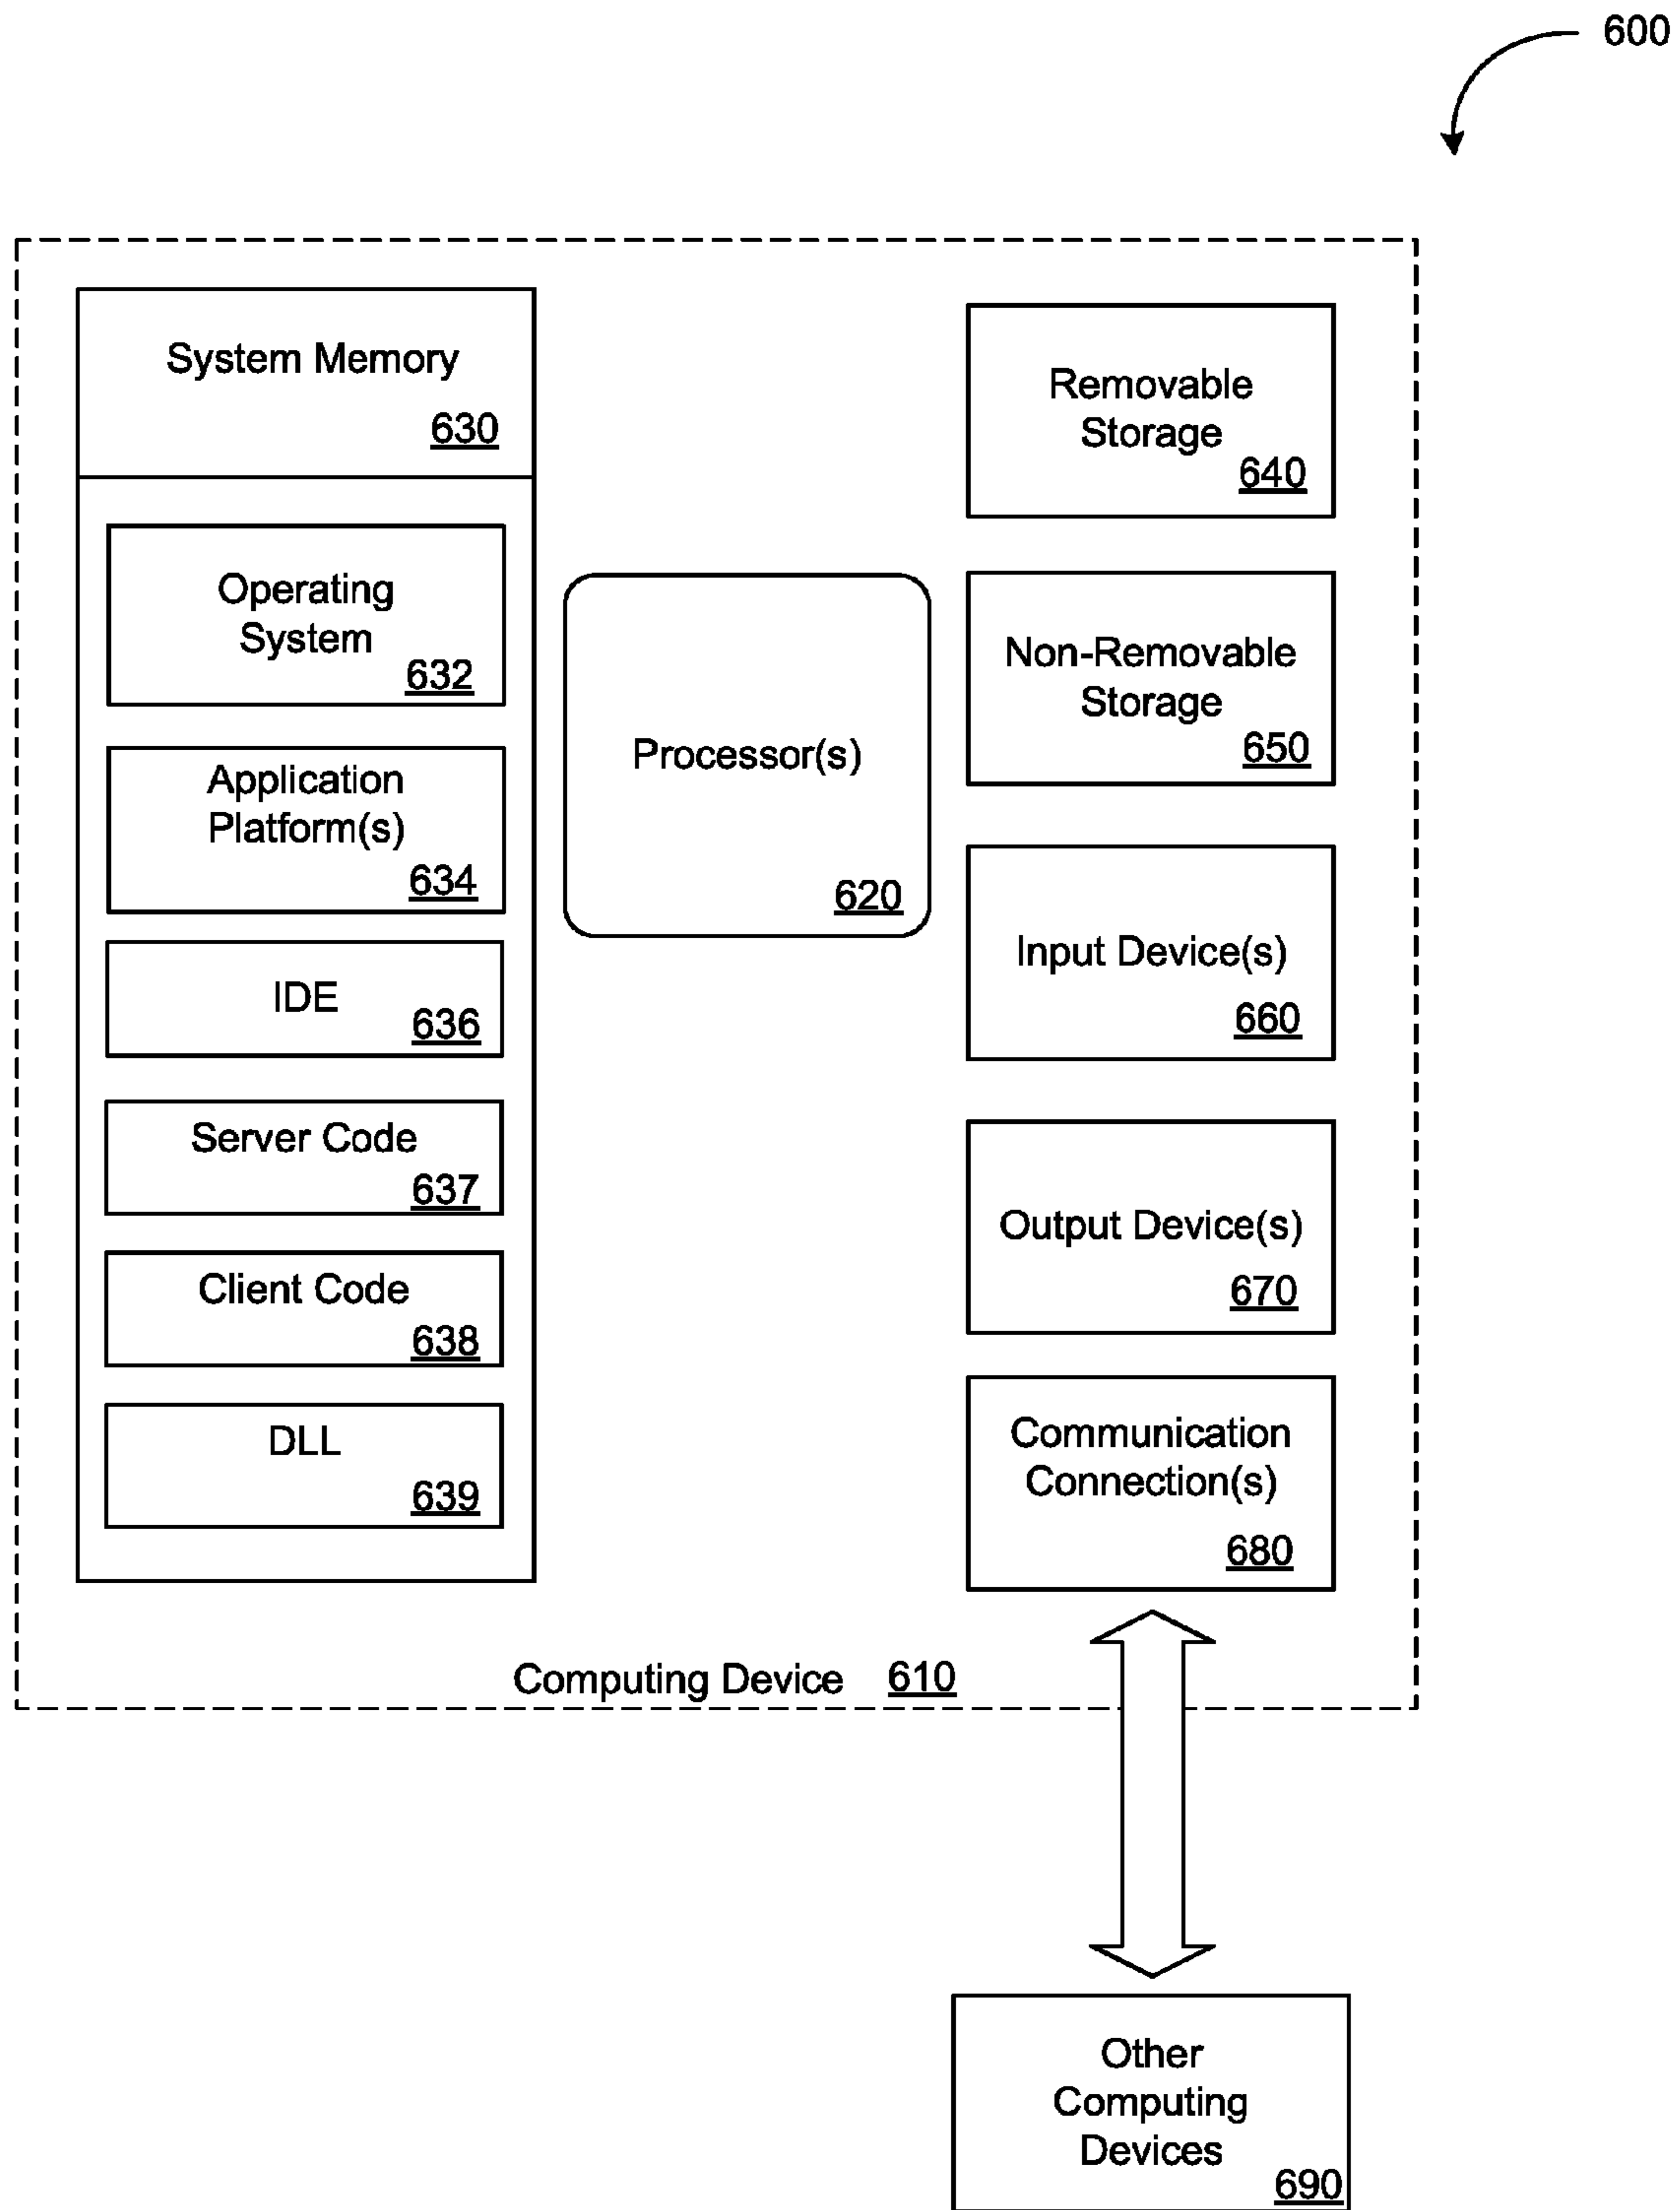 600
System Memory
630
Operating
System
632
Application
Platform(s)
634
IDE
636
Server Code
637
Client Code
638
DLL
639
Processor(s)
620
Removable
Storage
640
Non-Removable
Storage
650
Input Device(s)
660
Output Device(s)
670
Communication
Connection(s)
680
Computing Device 610
Other
Computing
Devices
690